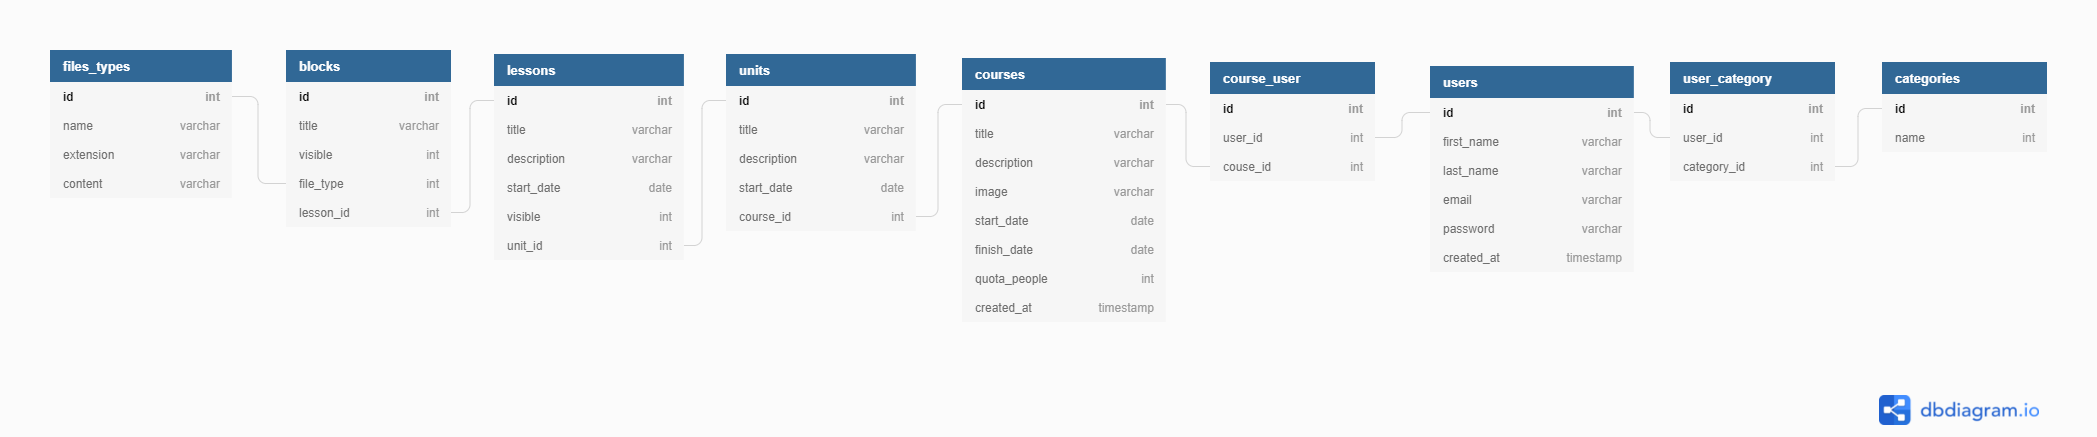 files_types
id int
name varchar
extension varchar
content varchar
blocks
id int
title varchar
visible int
file_type int
lesson_id int
lessons
id int
title varchar
description varchar
start_date date
visible int
unit_id int
units
id int
title varchar
description varchar
start_date date
course_id int
courses
id int
title varchar
description varchar
image varchar
start_date date
finish_date date
quota_people int
created_at timestamp
course_user
id int
user_id int
couse_id int
users
id int
first_name varchar
last_name varchar
email varchar
password varchar
created_at timestamp
user_category
id int
user_id int
category_id int
categories
id int
name int
dbdiagram.io